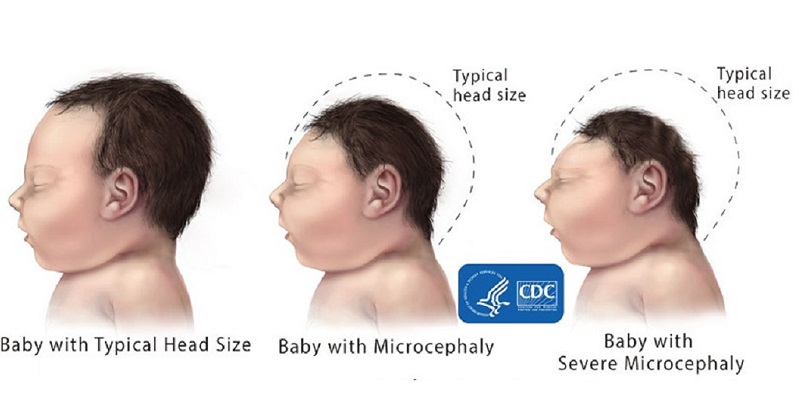 Typical
head size
Typical
head size
CDC
Baby with Typical Head Size
Baby with Microcephaly
Baby with
Severe Microcephaly